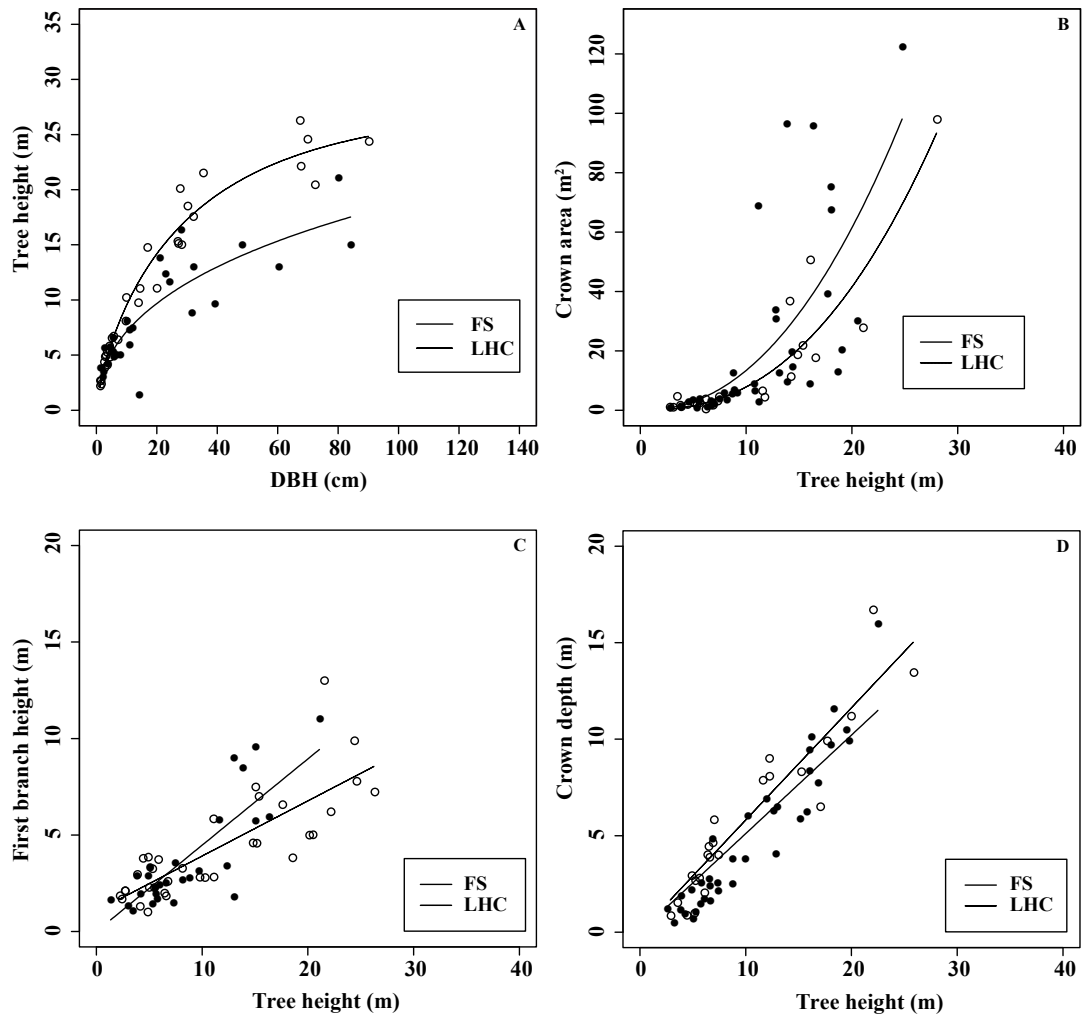 A
Tree height (m)
35
30
25
20
15
10
5
0
FS
LHC
0 20 40 60 80 100 120 140
DBH (cm)
B
Crown area (m²)
120
100
80
60
40
20
0
FS
LHC
0 10 20 30 40
Tree height (m)
C
First branch height (m)
20
15
10
5
0
FS
LHC
0 10 20 30 40
Tree height (m)
D
Crown depth (m)
20
15
10
5
0
FS
LHC
0 10 20 30 40
Tree height (m)